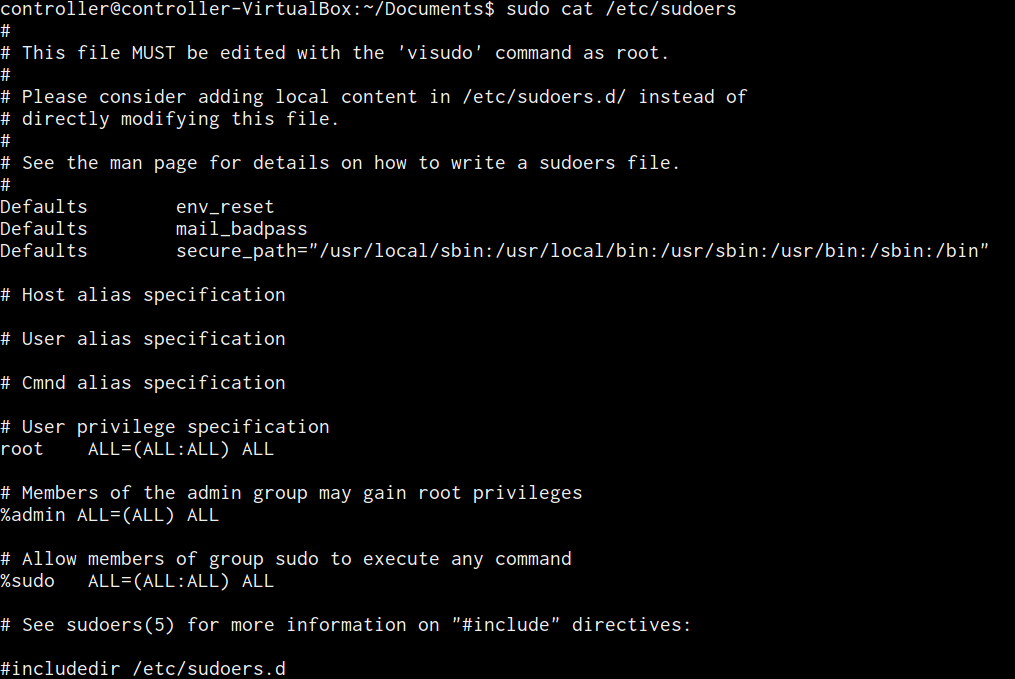 controller@controller-VirtualBox:~/Documents$ sudo cat /etc/sudoers
#
# This file MUST be edited with the 'visudo' command as root.
#
# Please consider adding local content in /etc/sudoers.d/ instead of
# directly modifying this file.
#
# See the man page for details on how to write a sudoers file.
#
Defaults        env_reset
Defaults        mail_badpass
Defaults        secure_path="/usr/local/sbin:/usr/local/bin:/usr/sbin:/usr/bin:/sbin:/bin"
# Host alias specification
# User alias specification
# Cmnd alias specification
# User privilege specification
root    ALL=(ALL:ALL) ALL
# Members of the admin group may gain root privileges
%admin ALL=(ALL) ALL
# Allow members of group sudo to execute any command
%sudo   ALL=(ALL:ALL) ALL
# See sudoers(5) for more information on "#include" directives:
#includedir /etc/sudoers.d